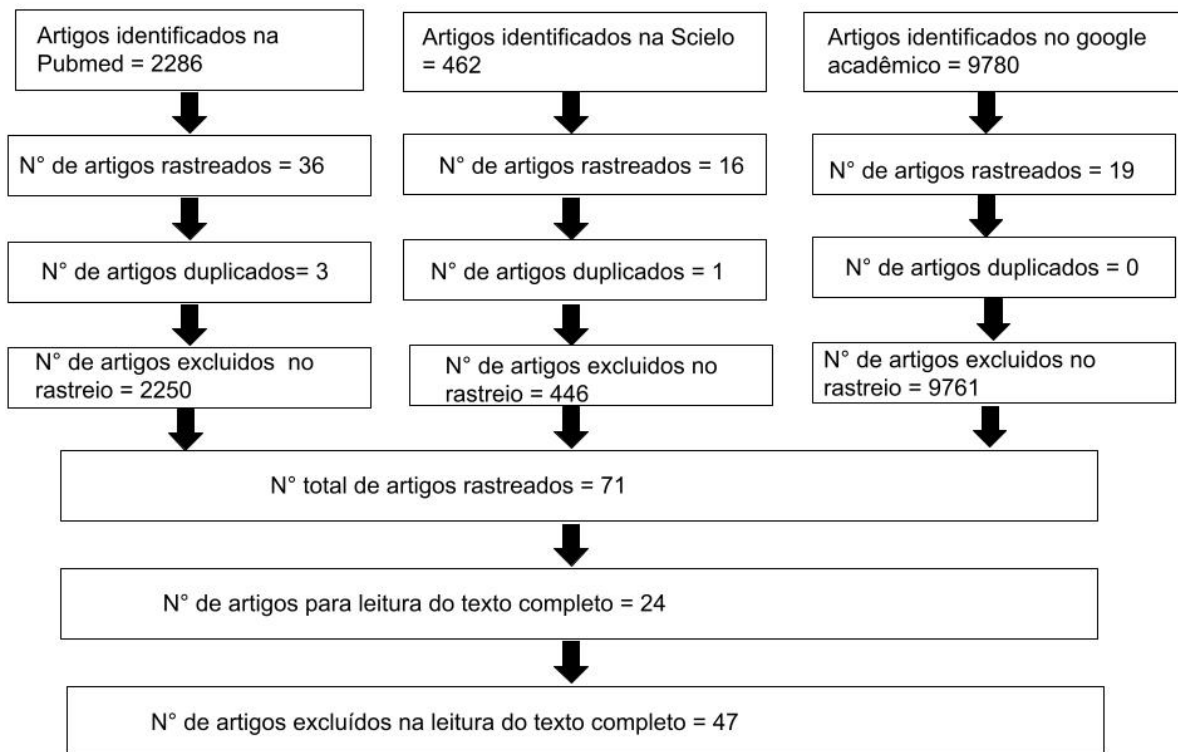 Artigos identificados na
Pubmed = 2286
Artigos identificados na Scielo
= 462
Artigos identificados no google
acadêmico = 9780
N° de artigos rastreados = 36
N° de artigos rastreados = 16
N° de artigos rastreados = 19
N° de artigos duplicados= 3
N° de artigos duplicados = 1
N° de artigos duplicados = 0
N° de artigos excluidos no
rastreio = 2250
N° de artigos excluidos no
rastreio = 446
N° de artigos excluidos no
rastreio = 9761
N° total de artigos rastreados = 71
N° de artigos para leitura do texto completo = 24
N° de artigos excluídos na leitura do texto completo = 47